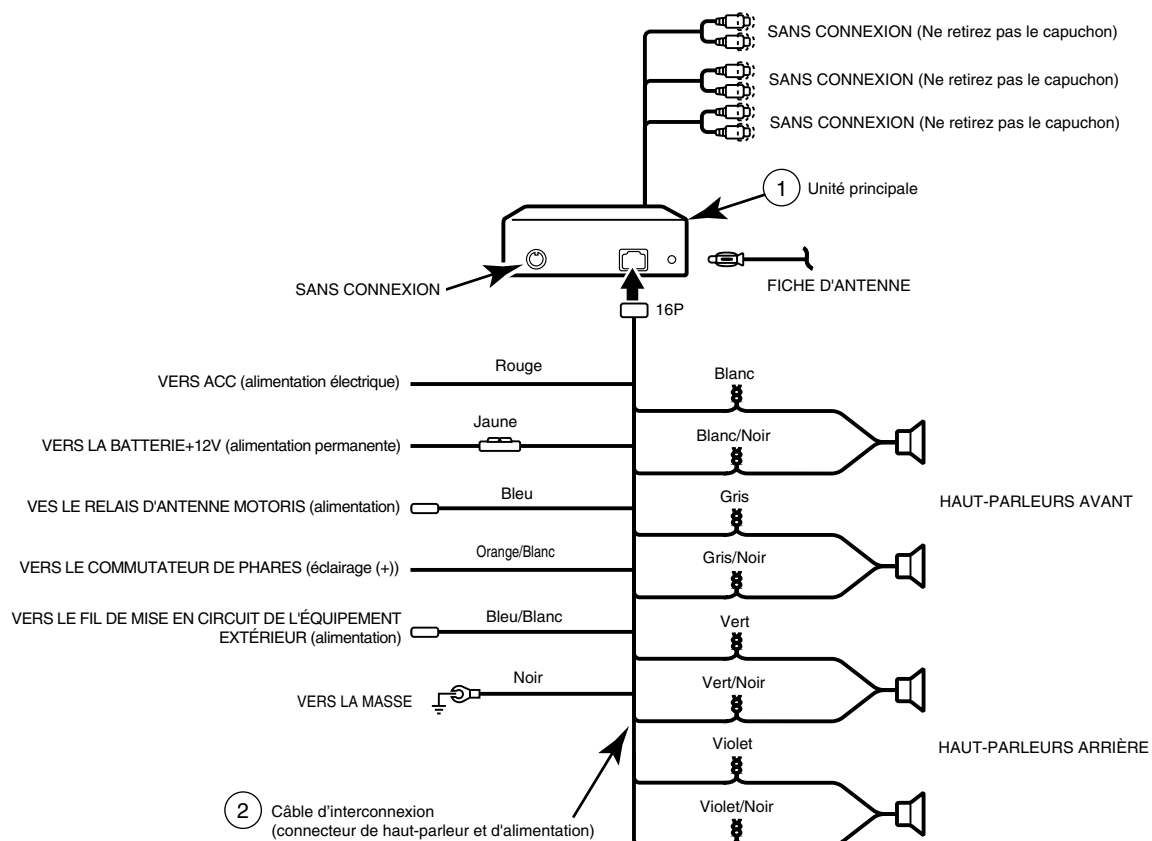 SANS CONNEXION (Ne retirez pas le capuchon)
SANS CONNEXION (Ne retirez pas le capuchon)
SANS CONNEXION (Ne retirez pas le capuchon)
1 Unité principale
SANS CONNEXION
FICHE D'ANTENNE
16P
Rouge
VERS ACC (alimentation électrique)
Blanc
Jaune
VERS LA BATTERIE+12V (alimentation permanente)
Blanc/Noir
Bleu
VES LE RELAIS D'ANTENNE MOTORIS (alimentation)
Gris
HAUT-PARLEURS AVANT
Orange/Blanc
VERS LE COMMUTATEUR DE PHARES (éclairage (+))
Gris/Noir
Bleu/Blanc
VERS LE FIL DE MISE EN CIRCUIT DE L'ÉQUIPEMENT
EXTÉRIEUR (alimentation)
Vert
Noir
VERS LA MASSE
Vert/Noir
Violet
HAUT-PARLEURS ARRIÈRE
Violet/Noir
2 Câble d'interconnexion
(connecteur de haut-parleur et d'alimentation)